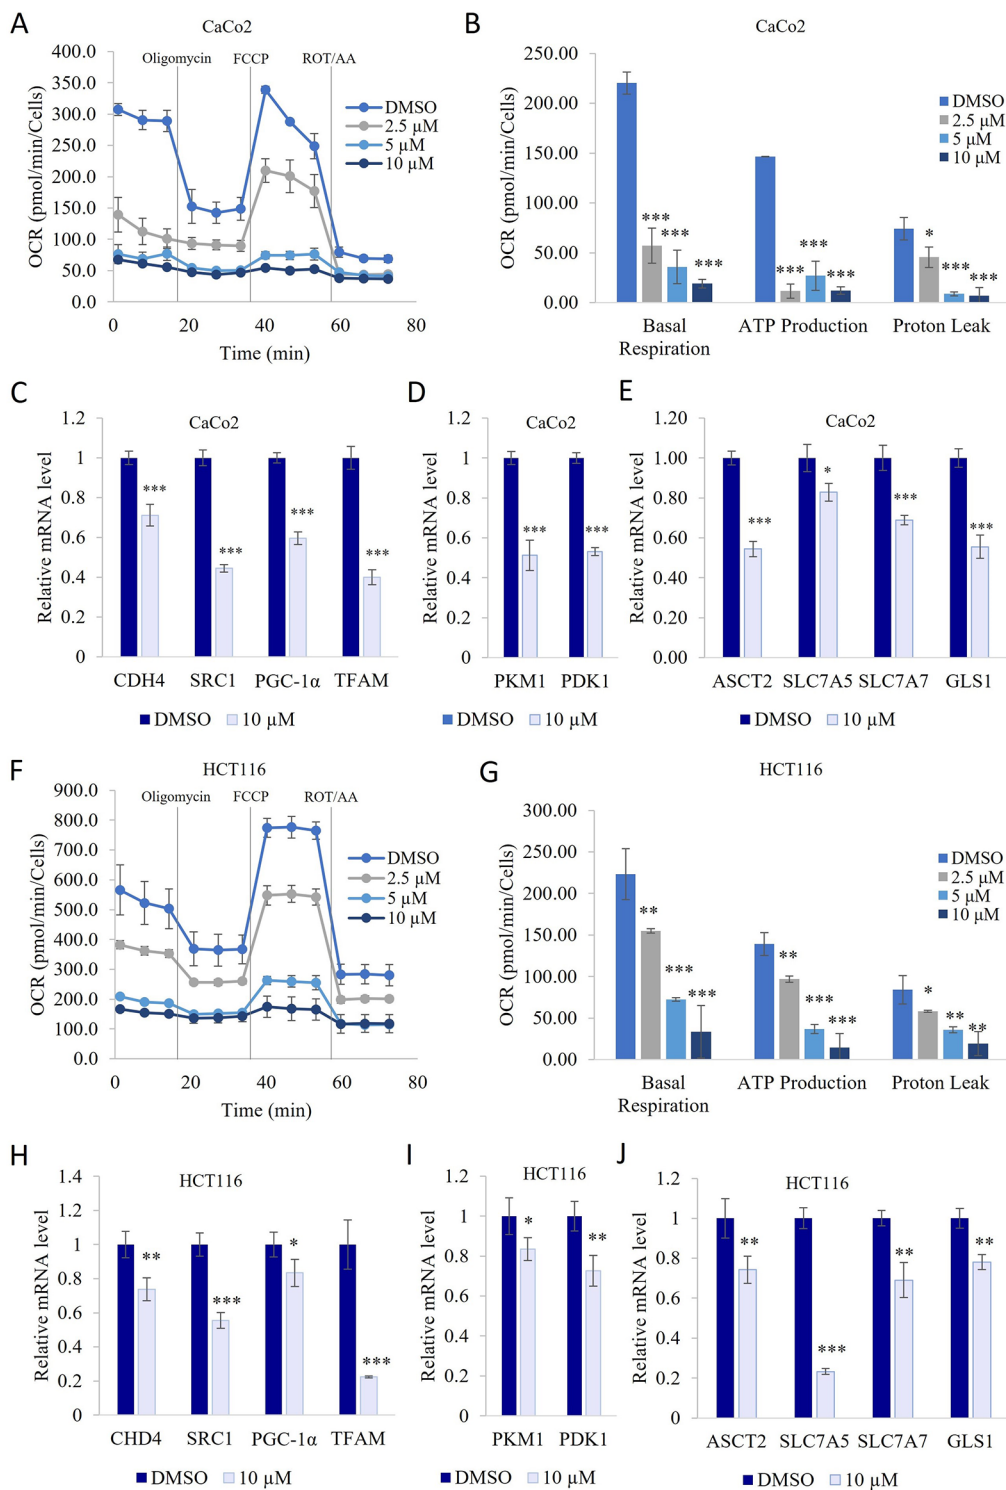 A
CaCo2
OCR (pmol/min/Cells)
400.0
350.0
300.0
250.0
200.0
150.0
100.0
50.0
0.0
Oligomycin
FCCP
ROT/AA
DMSO
2.5 µM
5 µM
10 µM
0 20 40 60 80
Time (min)
B
CaCo2
OCR (pmol/min/Cells)
250.00
200.00
150.00
100.00
50.00
0.00
DMSO
2.5 µM
5 µM
10 µM
*** *** ***
*** *** ***
* *** ***
Basal Respiration
ATP Production
Proton Leak
C
CaCo2
Relative mRNA level
1.2
1
0.8
0.6
0.4
0.2
0
*** *** *** ***
CDH4 SRC1 PGC-1α TFAM
DMSO 10 µM
D
CaCo2
Relative mRNA level
1.2
1
0.8
0.6
0.4
0.2
0
*** ***
PKM1 PDK1
DMSO 10 µM
E
CaCo2
Relative mRNA level
1.20
1.00
0.80
0.60
0.40
0.20
0.00
*** * *** ***
ASCT2 SLC7A5 SLC7A7 GLS1
DMSO 10 µM
F
HCT116
OCR (pmol/min/Cells)
900.0
800.0
700.0
600.0
500.0
400.0
300.0
200.0
100.0
0.0
Oligomycin
FCCP
ROT/AA
DMSO
2.5 µM
5 µM
10 µM
0 20 40 60 80
Time (min)
G
HCT116
OCR (pmol/min/Cells)
300.00
250.00
200.00
150.00
100.00
50.00
0.00
DMSO
2.5 µM
5 µM
10 µM
** *** ***
** *** ***
* ** **
Basal Respiration
ATP Production
Proton Leak
H
HCT116
Relative mRNA level
1.4
1.2
1
0.8
0.6
0.4
0.2
0
** *** * ***
CHD4 SRC1 PGC-1α TFAM
DMSO 10 µM
I
HCT116
Relative mRNA level
1.2
1
0.8
0.6
0.4
0.2
0
* **
PKM1 PDK1
DMSO 10 µM
J
HCT116
Relative mRNA level
1.2
1
0.8
0.6
0.4
0.2
0
** *** ** **
ASCT2 SLC7A5 SLC7A7 GLS1
DMSO 10 µM